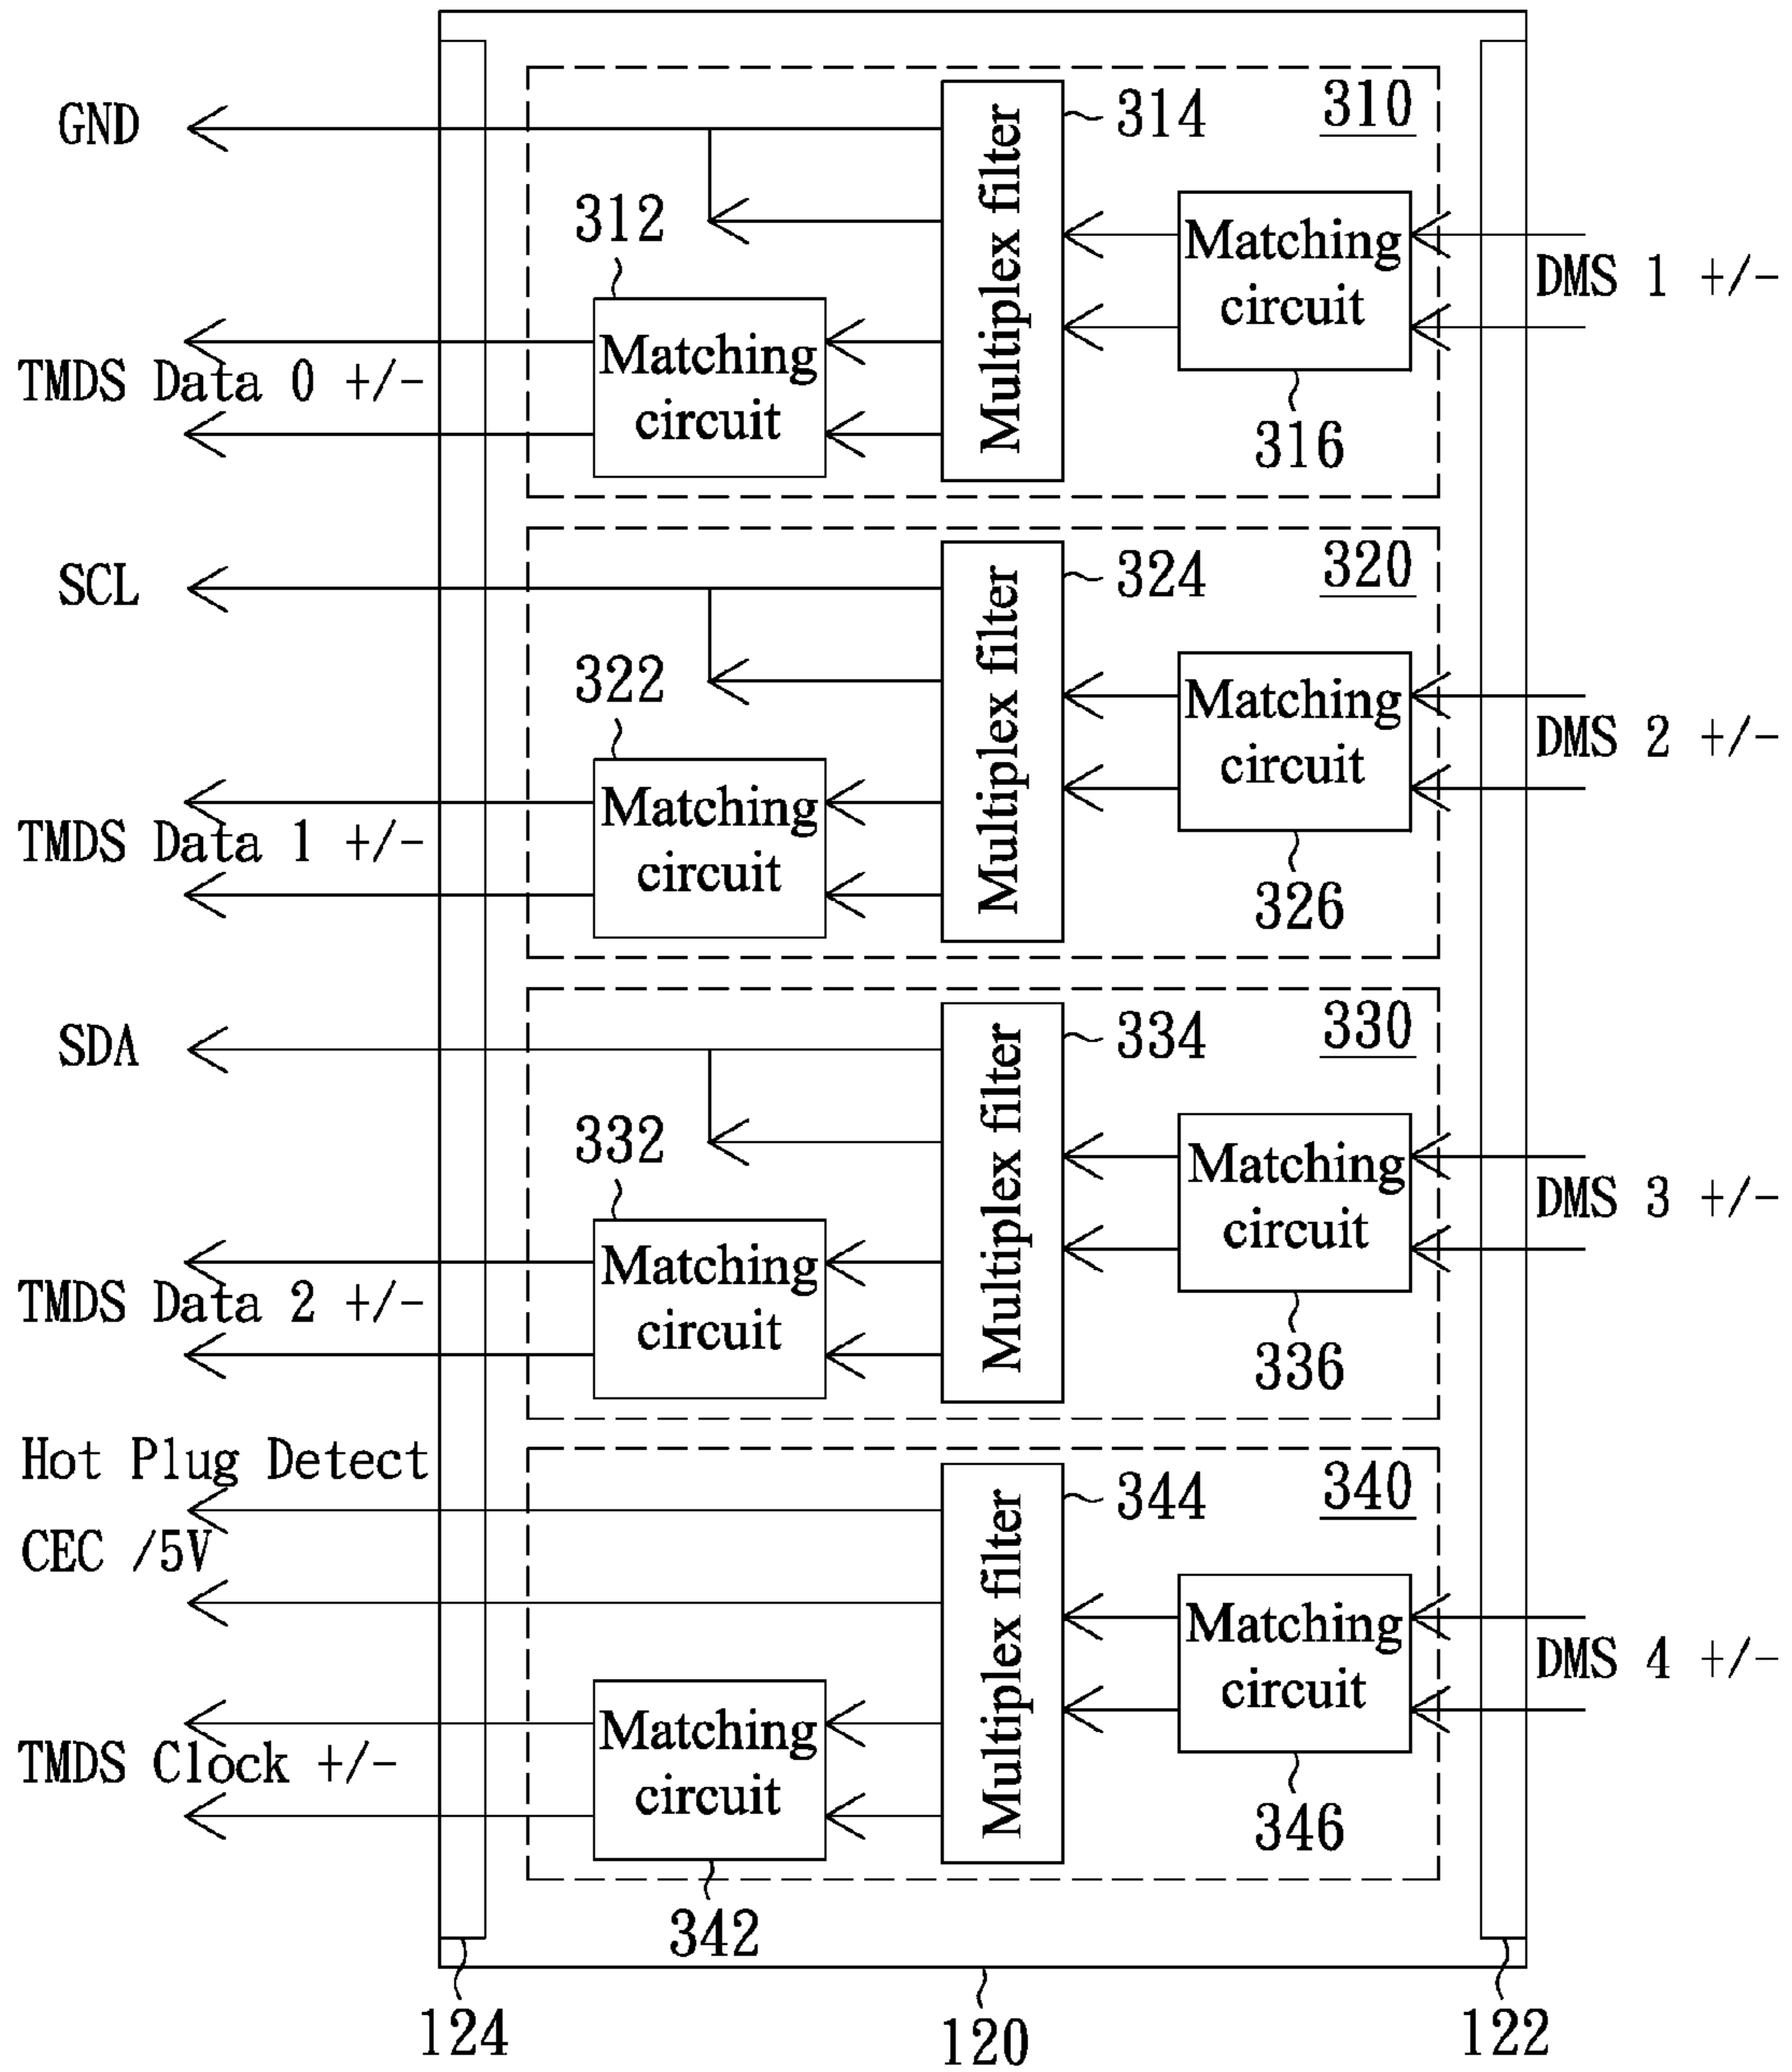 GND
314
310
312
Multiplex filter
Matching
circuit
DMS 1 +/-
Matching
circuit
TMDS Data 0 +/-
316
SCL
324
320
322
Multiplex filter
Matching
circuit
DMS 2 +/-
Matching
circuit
TMDS Data 1 +/-
326
SDA
334
330
332
Multiplex filter
Matching
circuit
DMS 3 +/-
Matching
circuit
TMDS Data 2 +/-
336
Hot Plug Detect
344
340
CEC /5V
Multiplex filter
Matching
circuit
DMS 4 +/-
Matching
circuit
TMDS Clock +/-
346
342
124
120
122